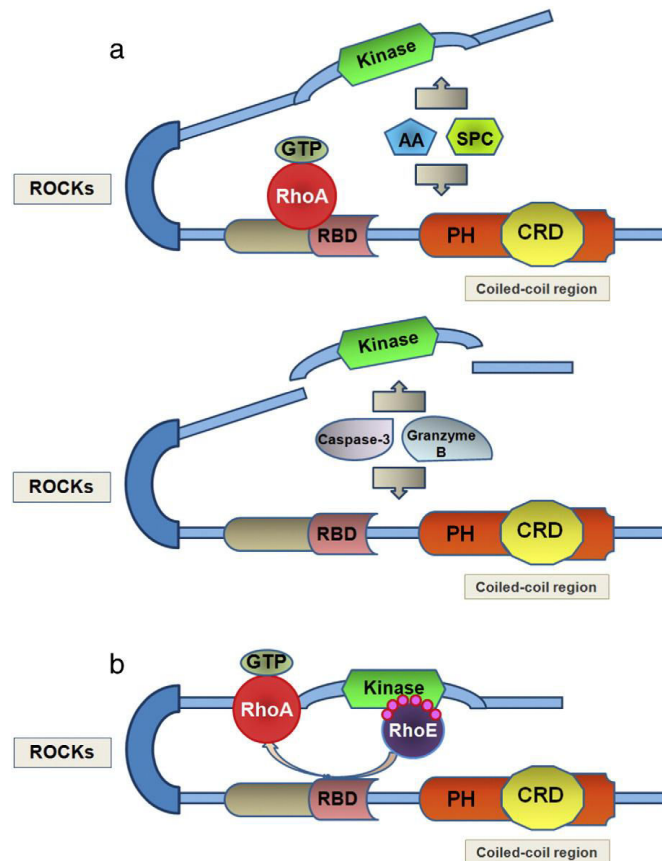 a
Kinase
GTP
AA
SPC
RhoA
ROCKs
RBD
PH
CRD
Coiled-coil region
Kinase
Caspase-3
Granzyme
B
ROCKs
RBD
PH
CRD
Coiled-coil region
b
GTP
Kinase
RhoA
RhoE
ROCKs
RBD
PH
CRD
Coiled-coil region